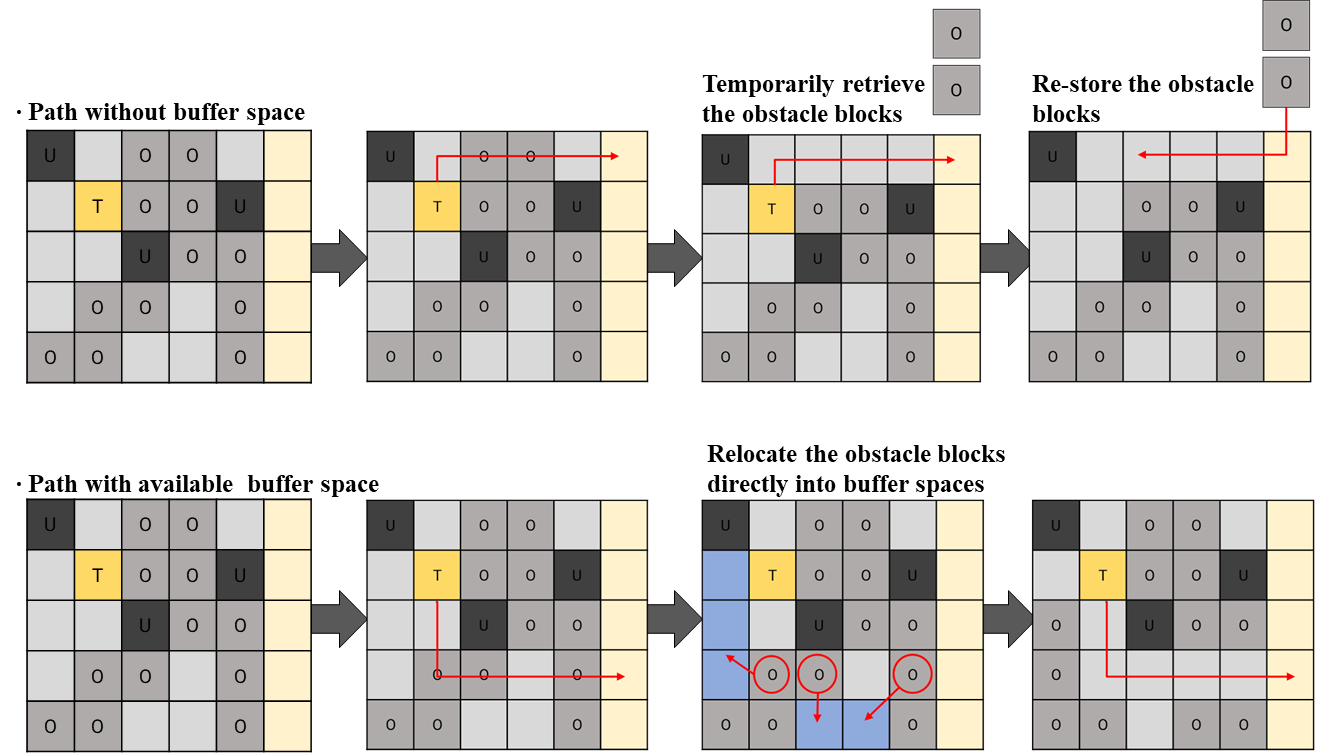 · Path without buffer space
U O O
T O O U
U O O
O O O
O O O
U O O
T O O U
U O O
O O O
O O O
Temporarily retrieve
the obstacle blocks
O
O
U
T O O U
U O O
O O O
O O O
Re-store the obstacle
blocks
O
O
U
O O U
U O O
O O O
O O O
· Path with available buffer space
U O O
T O O U
U O O
O O O
O O O
U O O
T O O U
U O O
O O O
O O O
Relocate the obstacle blocks
directly into buffer spaces
U O O
T O O U
U O O
O O O
O O O
U O O
T O O U
O U O O
O
O O O